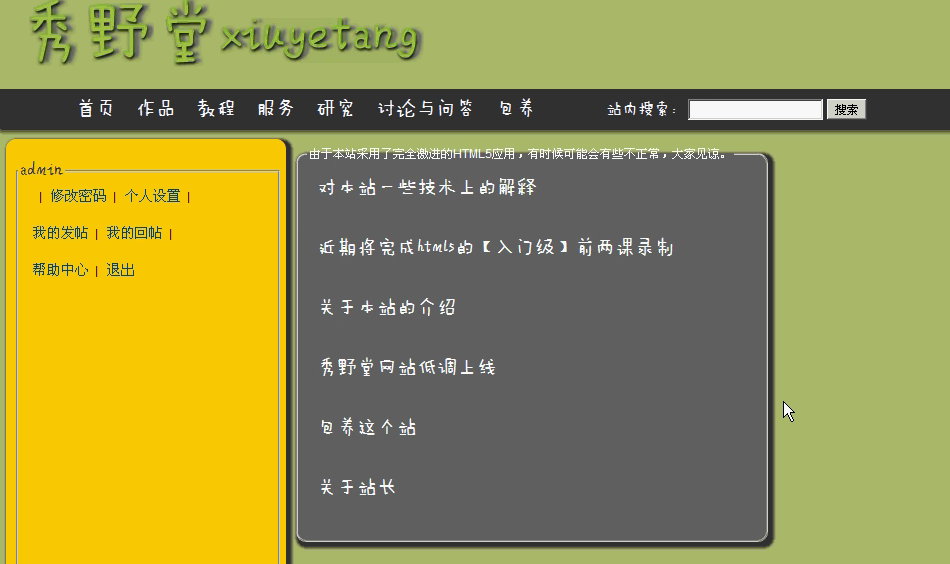 秀野堂xiuyetang
首页 作品 教程 服务 研究 讨论与问答 包养 站内搜索： 搜索
admin
| 修改密码 | 个人设置 |
我的发帖 | 我的回帖 |
帮助中心 | 退出
由于本站采用了完全激进的HTML5应用，有时候可能会有些不正常，大家见谅。
对本站一些技术上的解释
近期将完成html5的【入门级】前两课录制
关于本站的介绍
秀野堂网站低调上线
包养这个站
关于站长